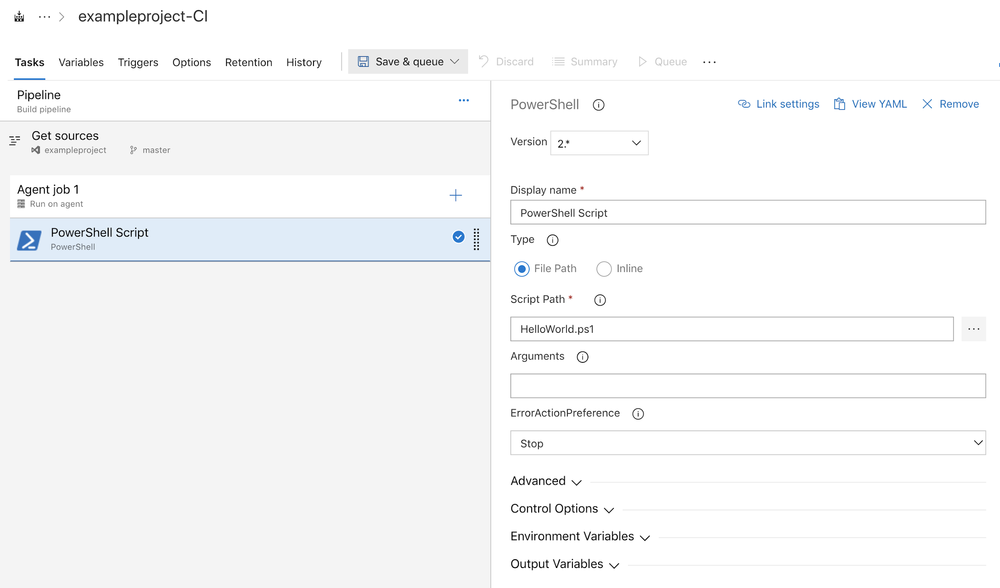 ··· > exampleproject-CI
Tasks Variables Triggers Options Retention History Save & queue Discard Summary Queue ···
Pipeline
Build pipeline
Get sources
exampleproject master
Agent job 1
Run on agent
PowerShell Script
PowerShell
PowerShell Link settings View YAML Remove
Version 2.*
Display name *
PowerShell Script
Type
File Path Inline
Script Path *
HelloWorld.ps1 ···
Arguments
ErrorActionPreference
Stop
Advanced
Control Options
Environment Variables
Output Variables